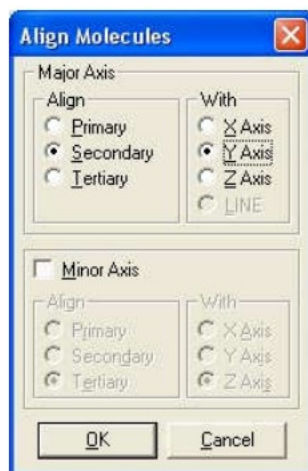 Align Molecules
Major Axis
Align
Primary
Secondary
Tertiary
With
X Axis
Y Axis
Z Axis
LINE
Minor Axis
Align
Primary
Secondary
Tertiary
With
X Axis
Y Axis
Z Axis
OK
Cancel